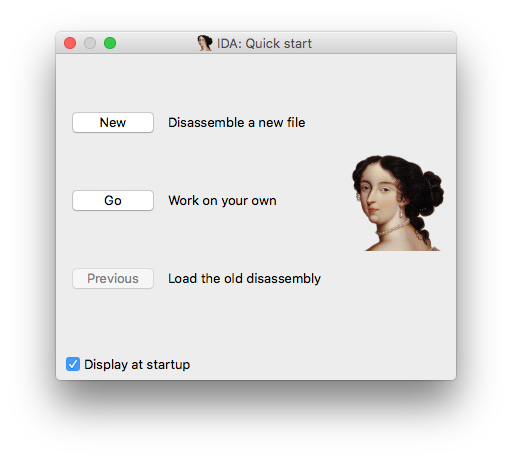 IDA: Quick start
New Disassemble a new file
Go Work on your own
Previous Load the old disassembly
Display at startup